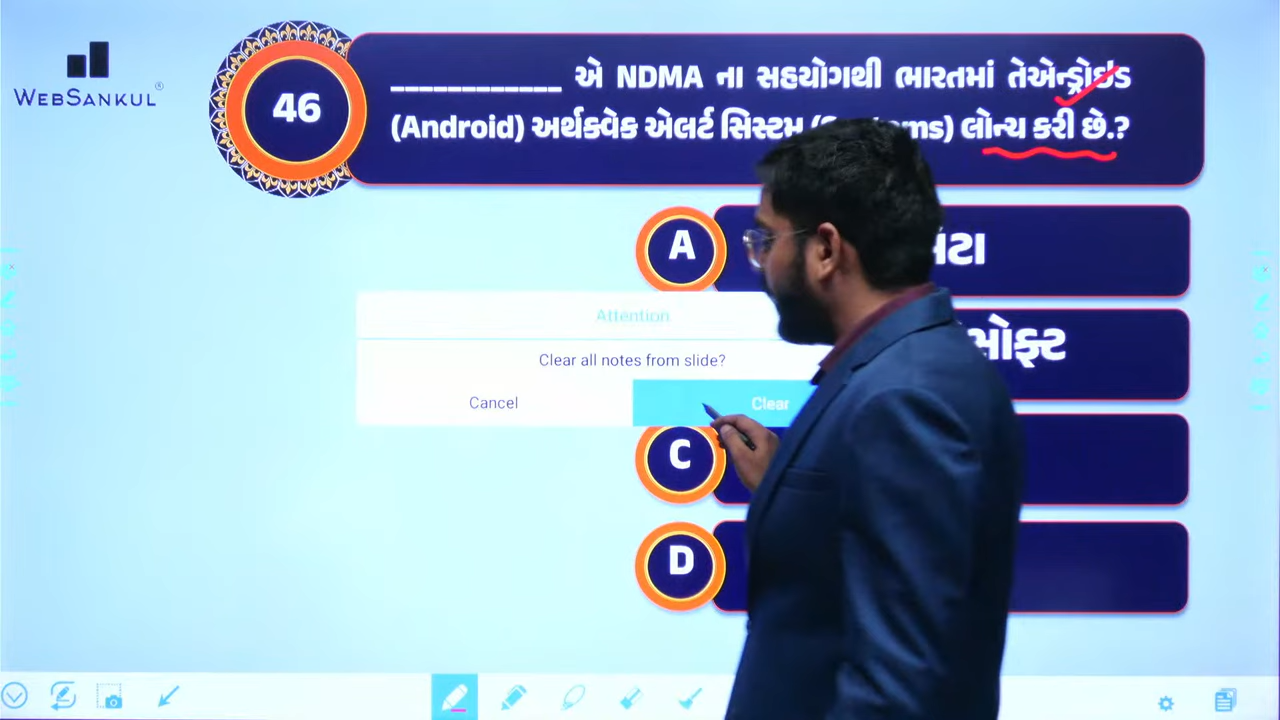 WEBSANKUL®
46
____________ એ NDMA ના સહયોગથી ભારતમાં તેએન્ડ્રોઇડ
(Android) અર્થક્વેક એલર્ટ સિસ્ટમ લોન્ચ કરી છે.?
A
Attention
Clear all notes from slide?
Cancel
Clear
C
D